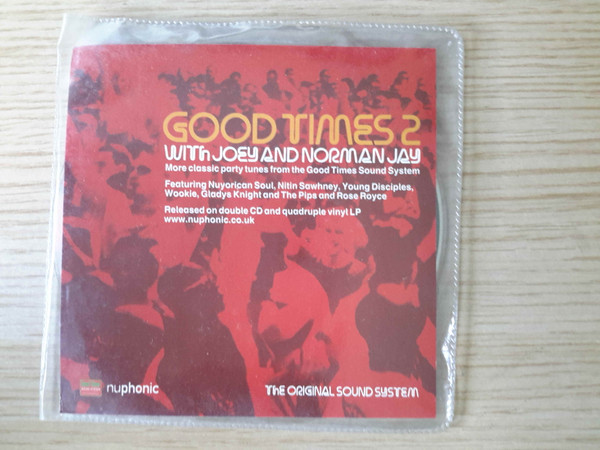 GOOD TIMES 2
WITH JOEY AND NORMAN JAY
More classic party tunes from the Good Times Sound System
Featuring Nuyorican Soul, Nitin Sawhney, Young Disciples,
Wookie, Gladys Knight and The Pips and Rose Royce
Released on double CD and quadruple vinyl LP
www.nuphonic.co.uk
nuphonic
THE ORIGINAL SOUND SYSTEM